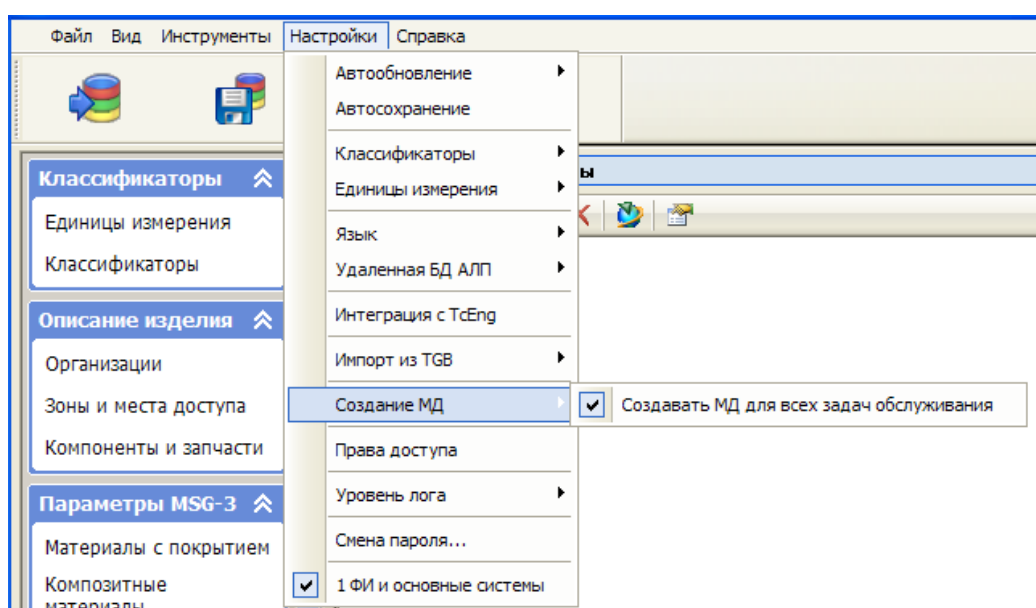 Файл Вид Инструменты Настройки Справка
Автообновление
Автосохранение
Классификаторы
Единицы измерения
Язык
Удаленная БД АЛП
Интеграция с TcEng
Импорт из TGB
Создание МД
Создавать МД для всех задач обслуживания
Права доступа
Уровень лога
Смена пароля...
1 ФИ и основные системы
ы
Классификаторы
Единицы измерения
Классификаторы
Описание изделия
Организации
Зоны и места доступа
Компоненты и запчасти
Параметры MSG-3
Материалы с покрытием
Композитные
материалы